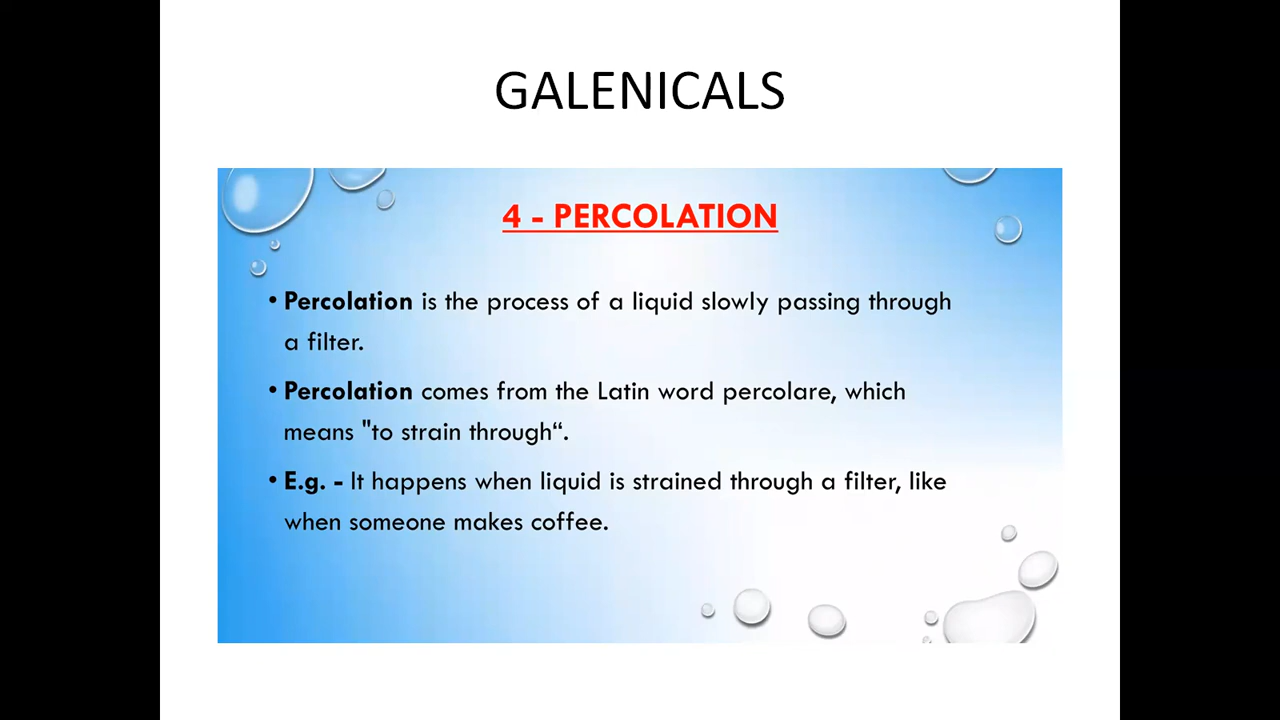 GALENICALS
4 - PERCOLATION
• Percolation is the process of a liquid slowly passing through
a filter.
• Percolation comes from the Latin word percolare, which
means "to strain through“.
• E.g. - It happens when liquid is strained through a filter, like
when someone makes coffee.